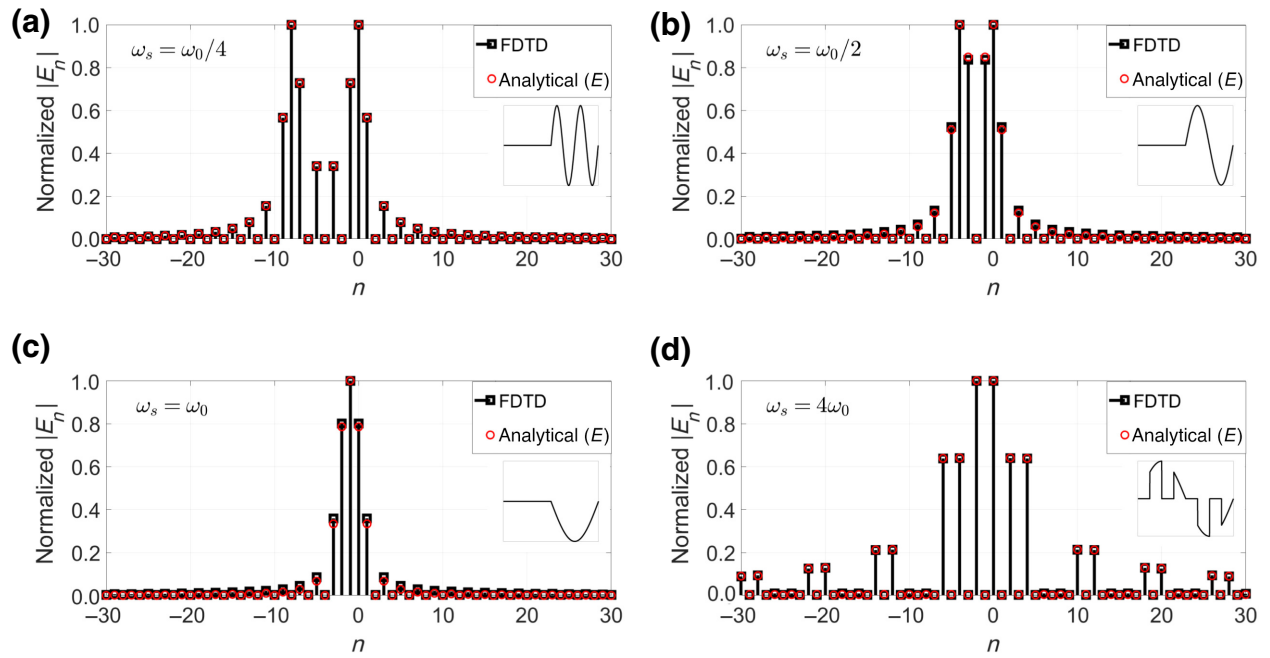 (a)
Normalized |Eₙ|
1.0
0.8
0.6
0.4
0.2
0.0
ωₛ = ω₀/4
FDTD
Analytical (E)
–30 –20 –10 0 10 20 30
n
(b)
Normalized |Eₙ|
1.0
0.8
0.6
0.4
0.2
0.0
ωₛ = ω₀/2
FDTD
Analytical (E)
–30 –20 –10 0 10 20 30
n
(c)
Normalized |Eₙ|
1.0
0.8
0.6
0.4
0.2
0.0
ωₛ = ω₀
FDTD
Analytical (E)
–30 –20 –10 0 10 20 30
n
(d)
Normalized |Eₙ|
1.0
0.8
0.6
0.4
0.2
0.0
ωₛ = 4ω₀
FDTD
Analytical (E)
–30 –20 –10 0 10 20 30
n